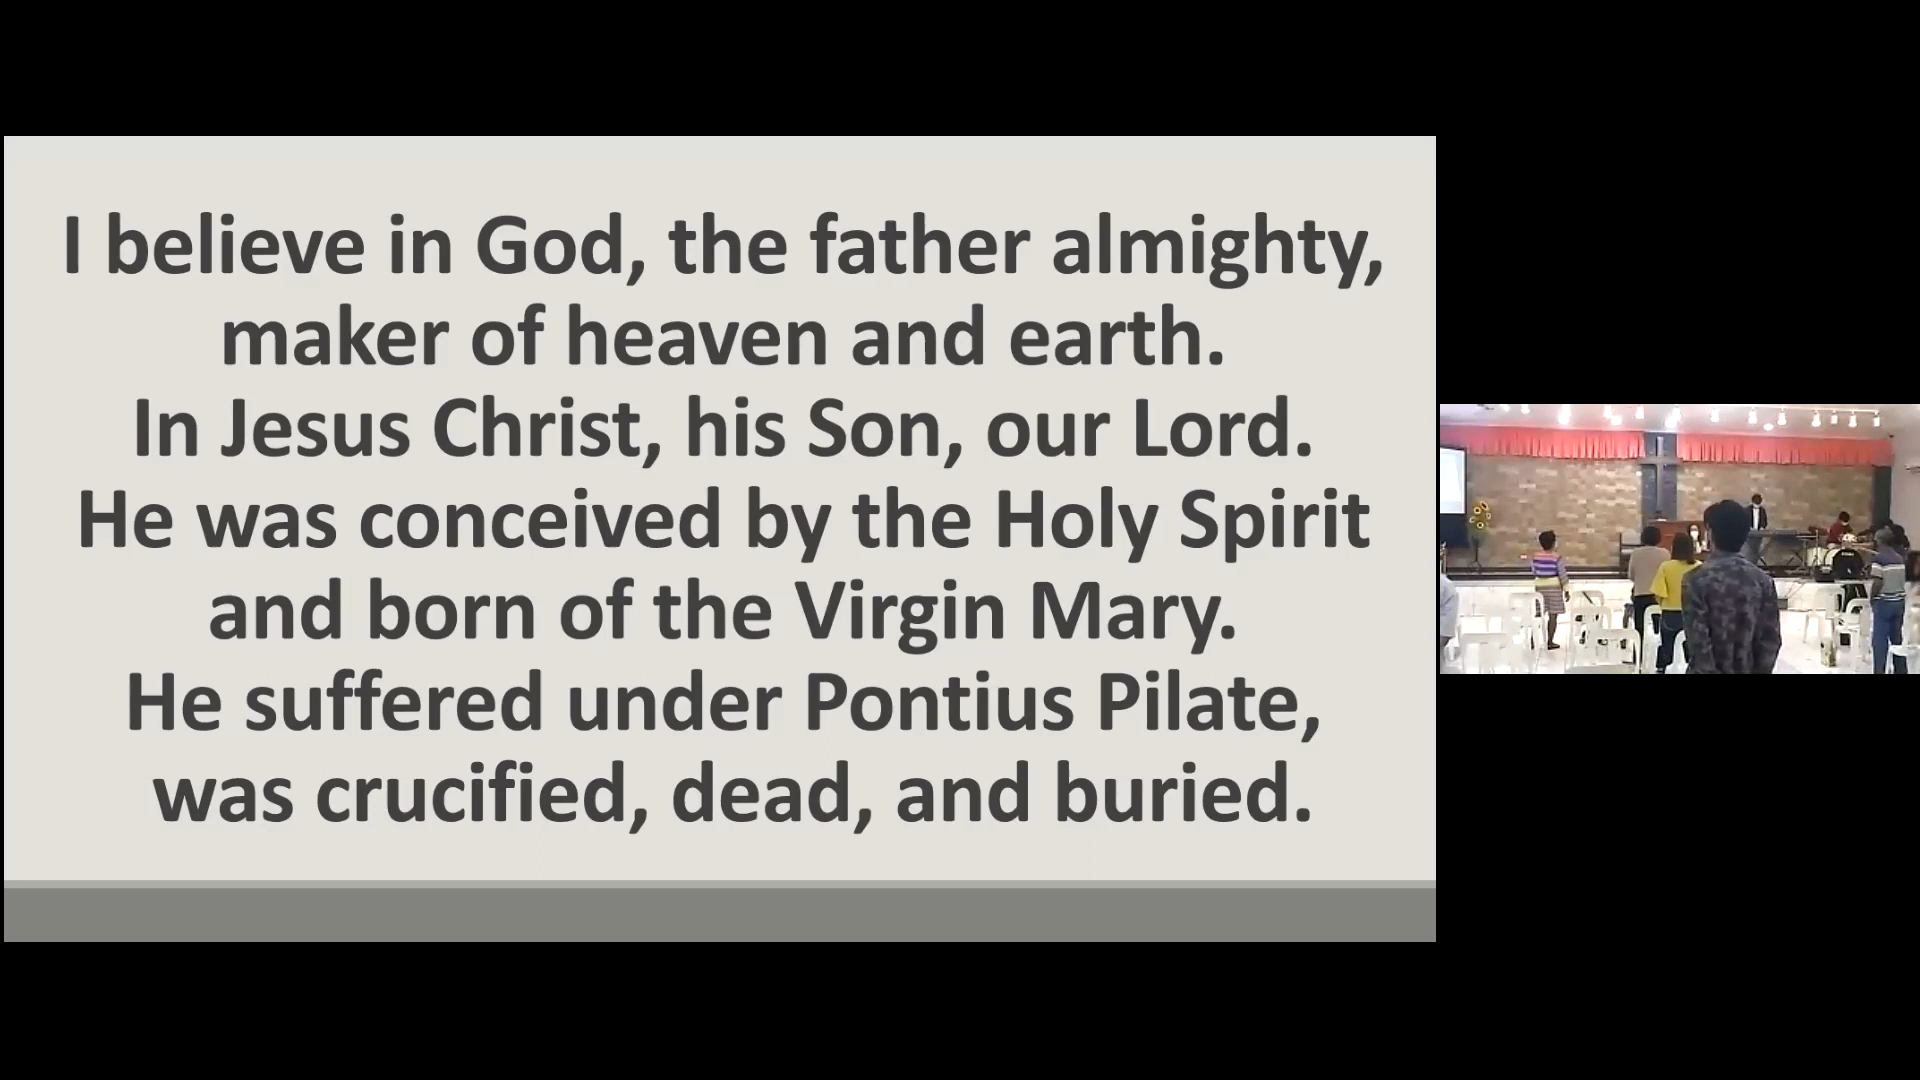 I believe in God, the father almighty,
maker of heaven and earth.
In Jesus Christ, his Son, our Lord.
He was conceived by the Holy Spirit
and born of the Virgin Mary.
He suffered under Pontius Pilate,
was crucified, dead, and buried.